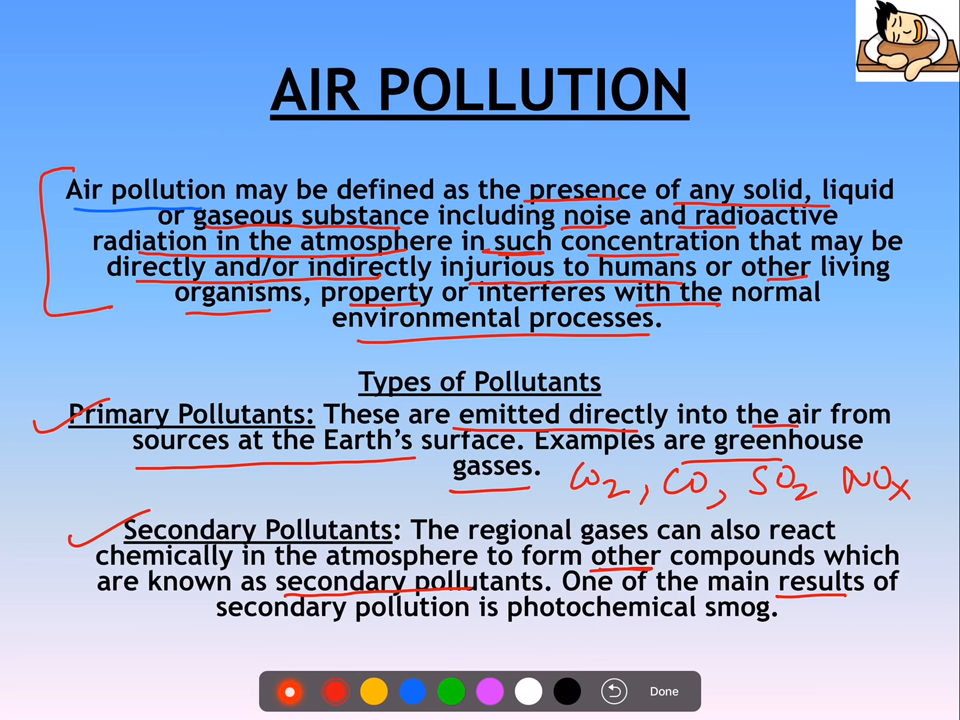 AIR POLLUTION
Air pollution may be defined as the presence of any solid, liquid
or gaseous substance including noise and radioactive
radiation in the atmosphere in such concentration that may be
directly and/or indirectly injurious to humans or other living
organisms, property or interferes with the normal
environmental processes.
Types of Pollutants
Primary Pollutants: These are emitted directly into the air from
sources at the Earth's surface. Examples are greenhouse
gasses.
CO2, CO, SO2 NOx
Secondary Pollutants: The regional gases can also react
chemically in the atmosphere to form other compounds which
are known as secondary pollutants. One of the main results of
secondary pollution is photochemical smog.
Done